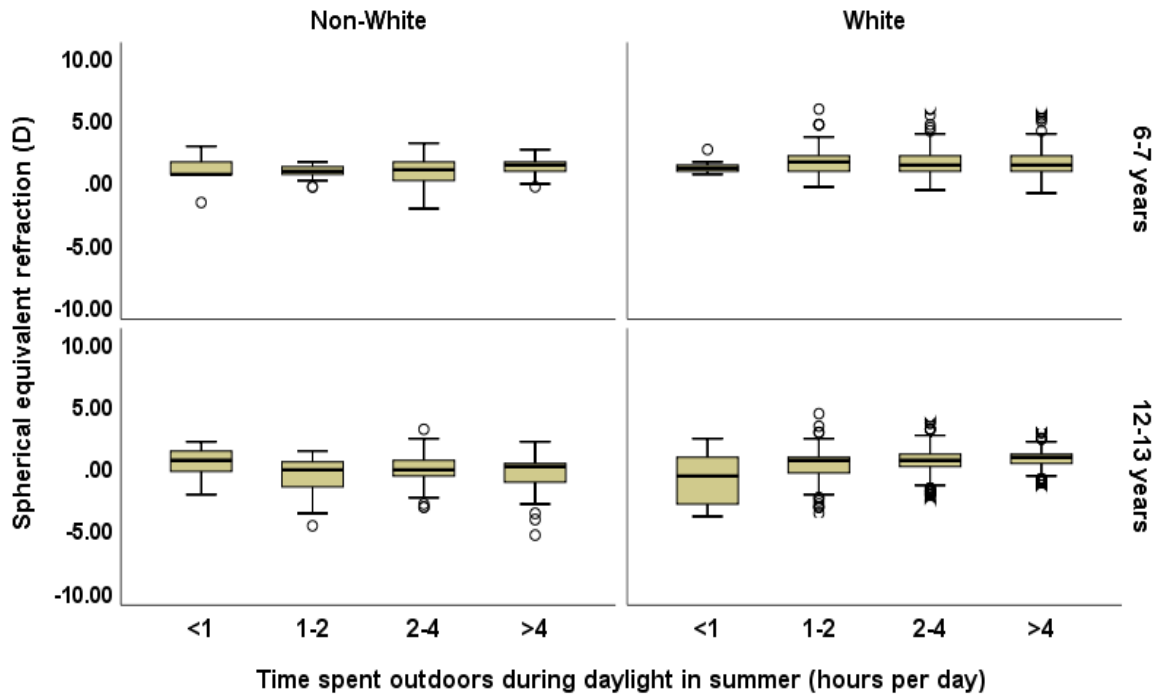 Non-White
White
Spherical equivalent refraction (D)
10.00
5.00
.00
-5.00
-10.00
6-7 years
10.00
5.00
.00
-5.00
-10.00
12-13 years
<1 1-2 2-4 >4 <1 1-2 2-4 >4
Time spent outdoors during daylight in summer (hours per day)